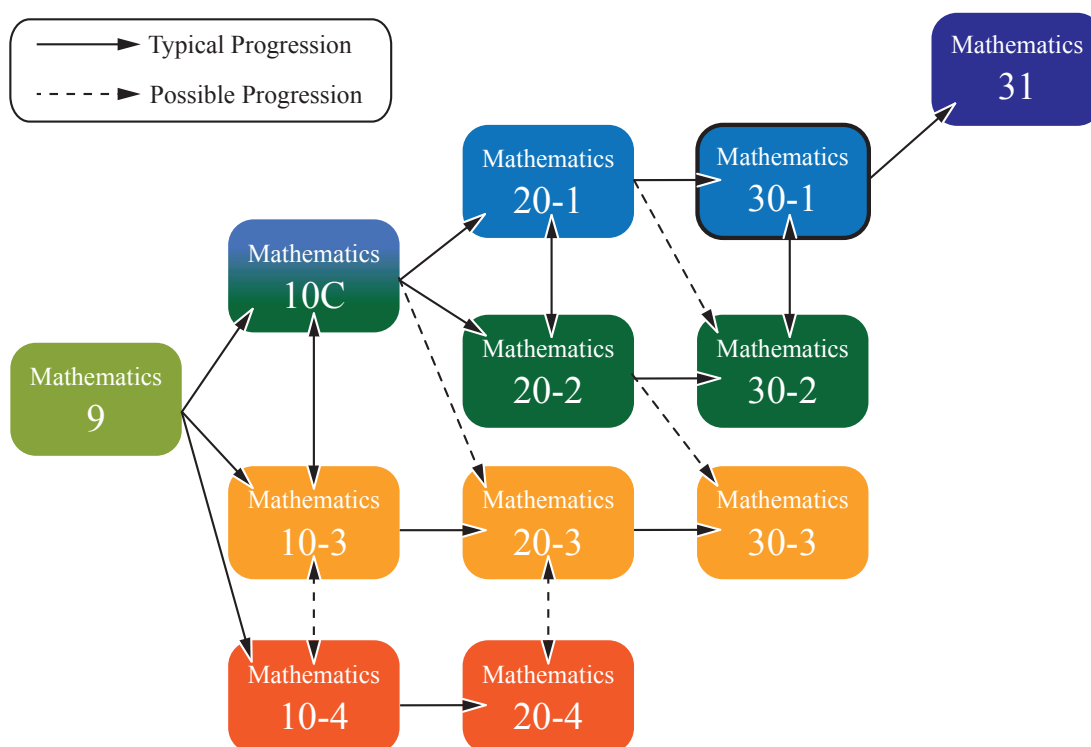 Typical Progression
Possible Progression
Mathematics
31
Mathematics
20-1
Mathematics
30-1
Mathematics
10C
Mathematics
20-2
Mathematics
30-2
Mathematics
9
Mathematics
10-3
Mathematics
20-3
Mathematics
30-3
Mathematics
10-4
Mathematics
20-4